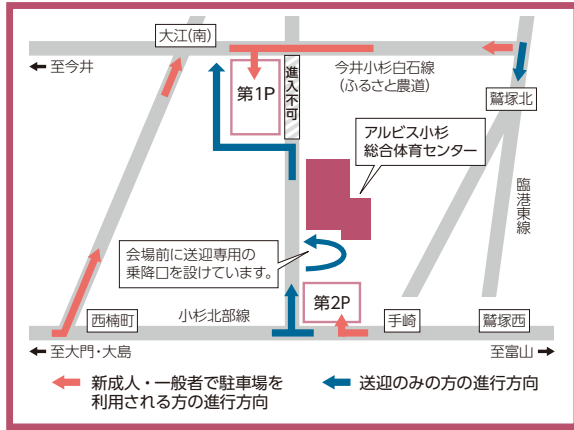 大江(南)
←至今井
今井小杉白石線
(ふるさと農道)
第1P
進入不可
鷲塚北
アルビス小杉
総合体育センター
臨港東線
会場前に送迎専用の
乗降口を設けています。
第2P
西楠町
小杉北部線
手崎
鷲塚西
←至大門・大島
至富山→
新成人・一般者で駐車場を
利用される方の進行方向
送迎のみの方の進行方向